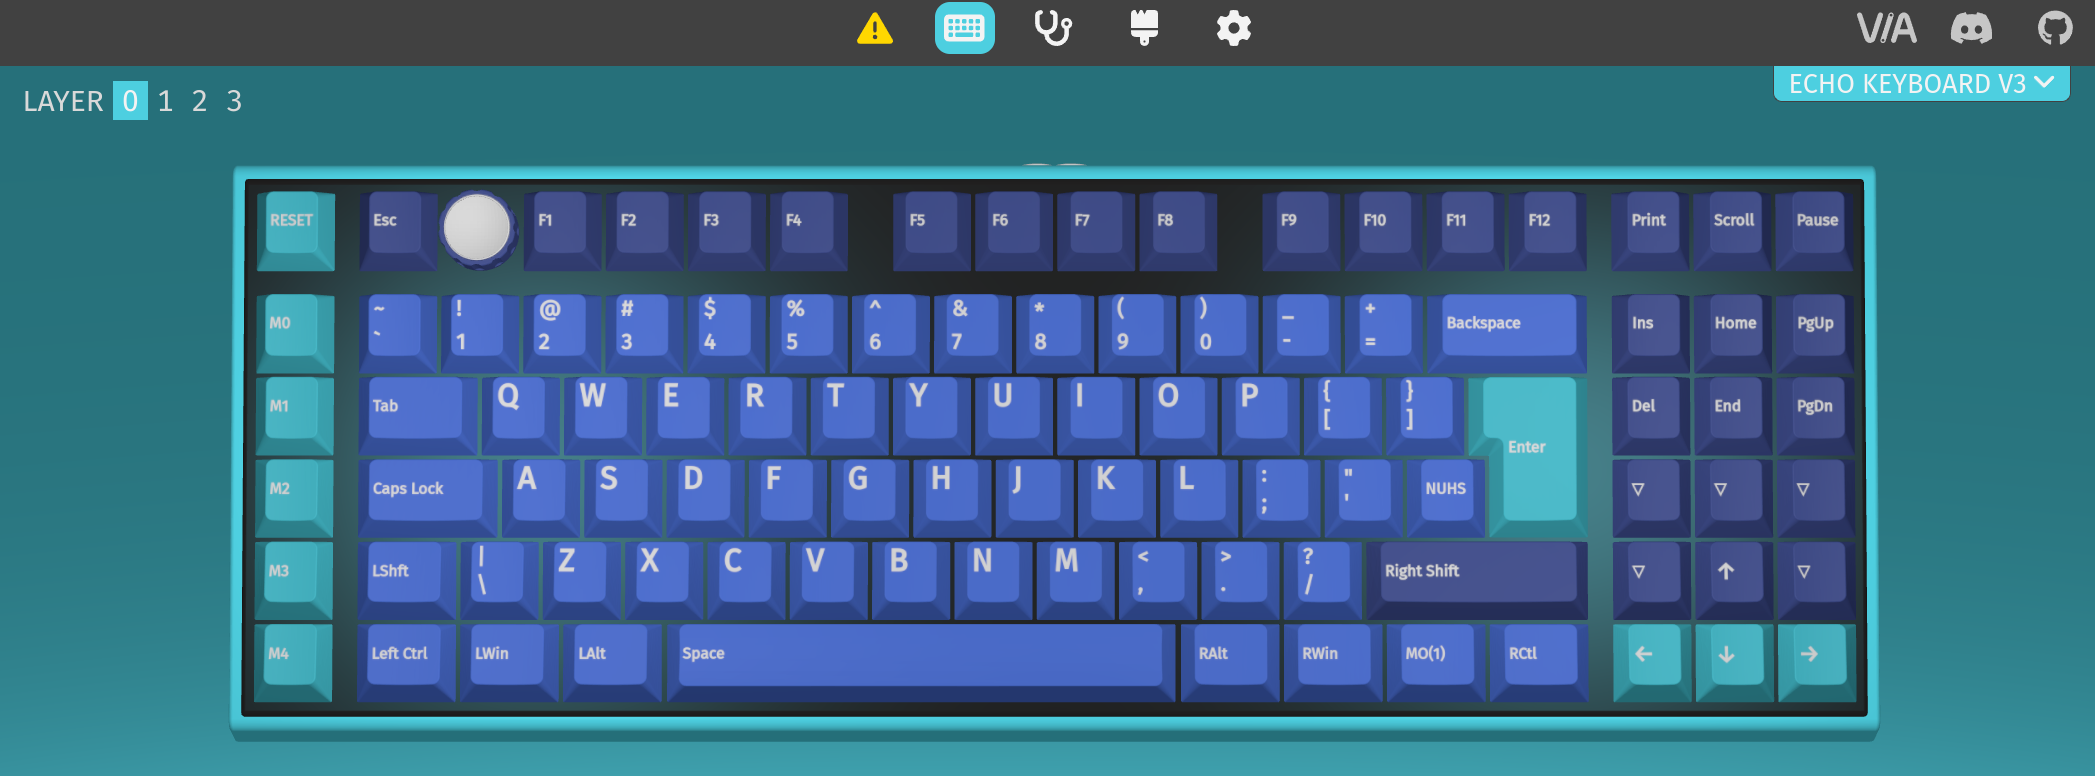 VIA
LAYER 0 1 2 3
ECHO KEYBOARD V3
RESET Esc F1 F2 F3 F4 F5 F6 F7 F8 F9 F10 F11 F12 Print Scroll Pause
~ ! @ # $ % ^ & * ( ) _ +
M0 ` 1 2 3 4 5 6 7 8 9 0 - = Backspace Ins Home PgUp
M1 Tab Q W E R T Y U I O P { [ } ] Enter Del End PgDn
M2 Caps Lock A S D F G H J K L : ; " ' NUHS ▽ ▽ ▽
M3 LShft | \ Z X C V B N M < , > . ? / Right Shift ▽ ↑ ▽
M4 Left Ctrl LWin LAlt Space RAlt RWin MO(1) RCtl ← ↓ →